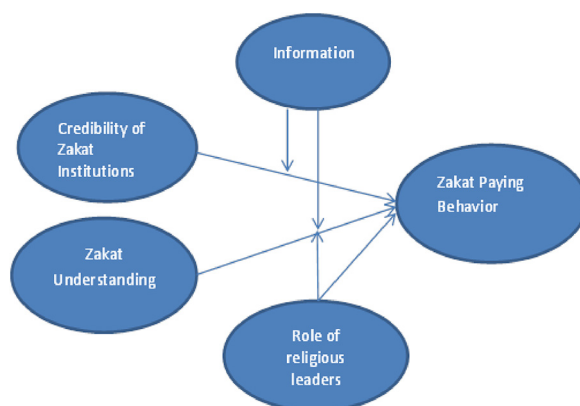 Information
Credibility of
Zakat
Institutions
Zakat Paying
Behavior
Zakat
Understanding
Role of
religious
leaders